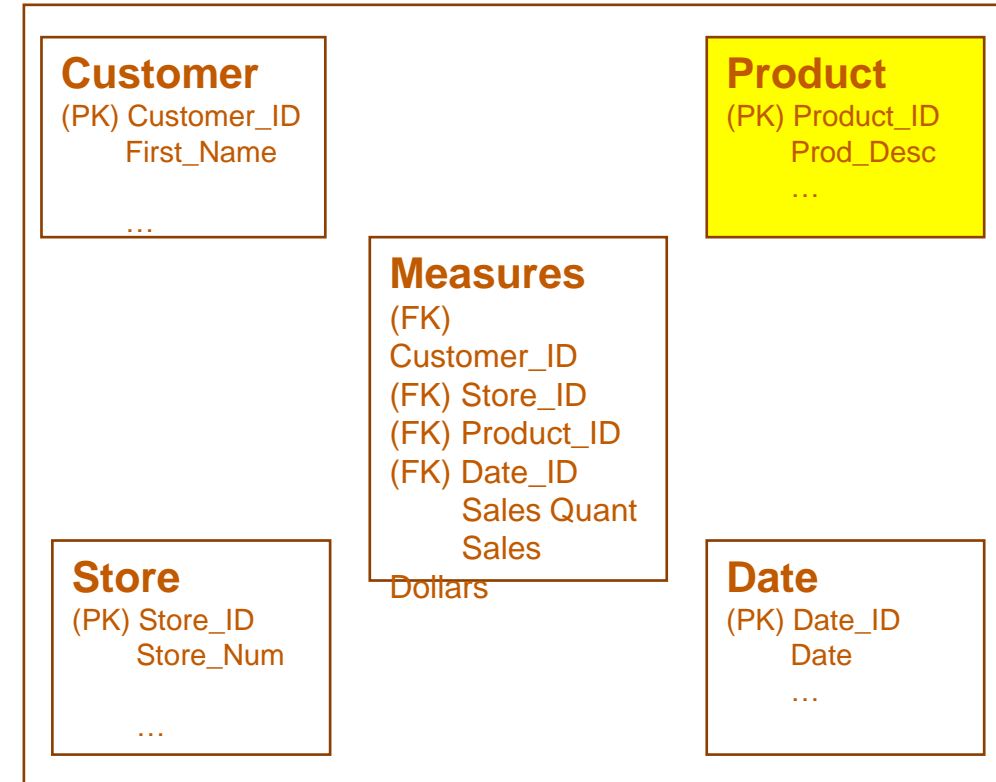 Customer
(PK) Customer_ID
First_Name
…
Product
(PK) Product_ID
Prod_Desc
…
Measures
(FK)
Customer_ID
(FK) Store_ID
(FK) Product_ID
(FK) Date_ID
Sales Quant
Sales
Dollars
Store
(PK) Store_ID
Store_Num
…
Date
(PK) Date_ID
Date
…